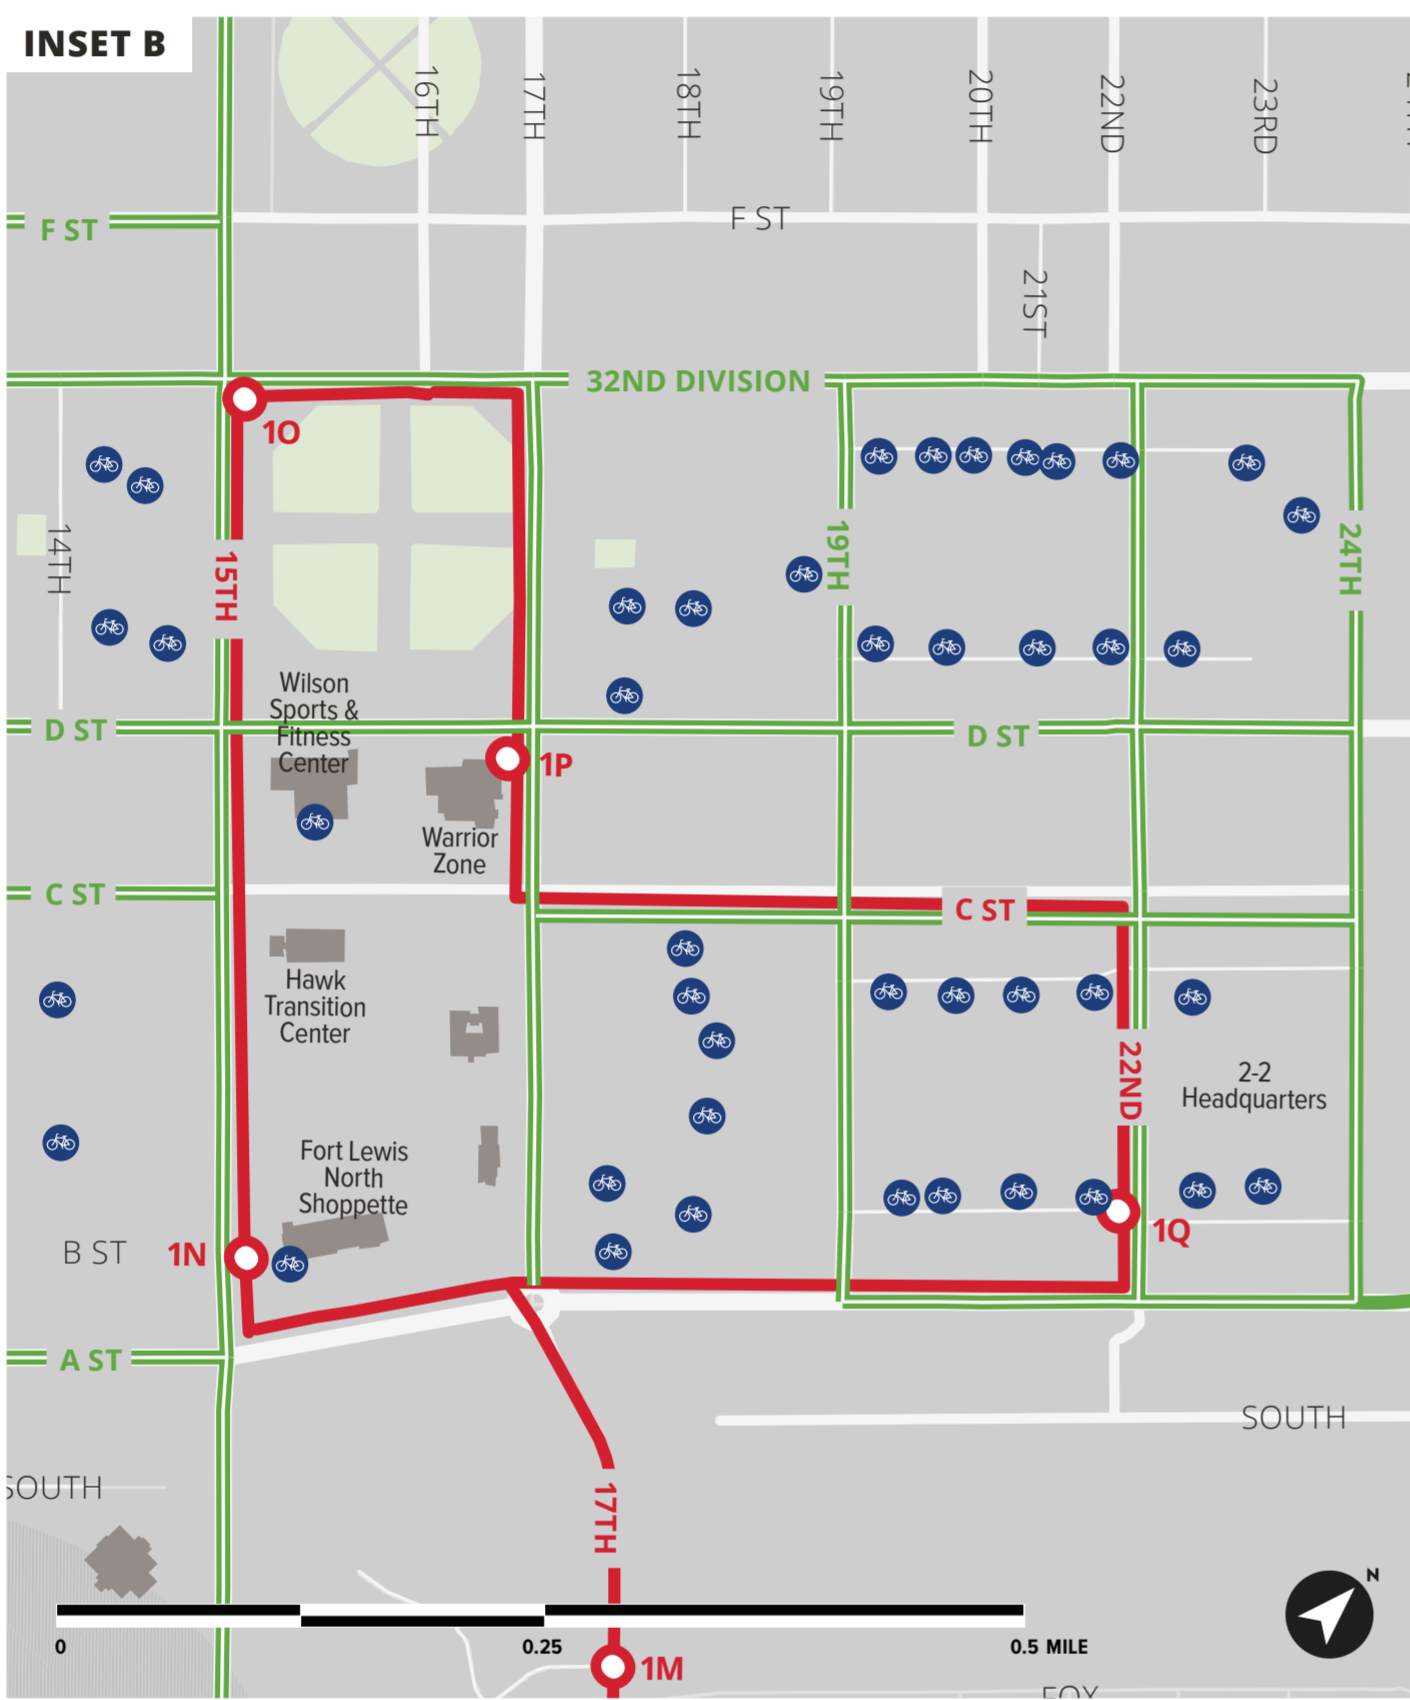 INSET B
16TH
17TH
18TH
19TH
20TH
22ND
23RD
F ST
F ST
21ST
32ND DIVISION
1O
14TH
15TH
19TH
24TH
Wilson
Sports &
Fitness
Center
D ST
D ST
1P
Warrior
Zone
C ST
C ST
Hawk
Transition
Center
22ND
2-2
Headquarters
Fort Lewis
North
Shoppette
B ST
1N
1Q
A ST
SOUTH
SOUTH
17TH
N
0
0.25
0.5 MILE
1M
FOX